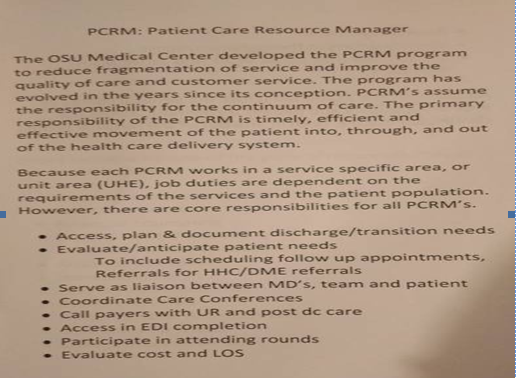 PCRM: Patient Care Resource Manager
The OSU Medical Center developed the PCRM program
to reduce fragmentation of service and improve the
quality of care and customer service. The program has
evolved in the years since its conception. PCRM's assume
the responsibility for the continuum of care. The primary
responsibility of the PCRM is timely, efficient and
effective movement of the patient into, through, and out
of the health care delivery system.
Because each PCRM works in a service specific area, or
unit area (UHE), job duties are dependent on the
requirements of the services and the patient population.
However, there are core responsibilities for all PCRM's.
• Access, plan & document discharge/transition needs
• Evaluate/anticipate patient needs
To include scheduling follow up appointments,
Referrals for HHC/DME referrals
• Serve as liaison between MD's, team and patient
• Coordinate Care Conferences
• Call payers with UR and post dc care
• Access in EDI completion
• Participate in attending rounds
• Evaluate cost and LOS